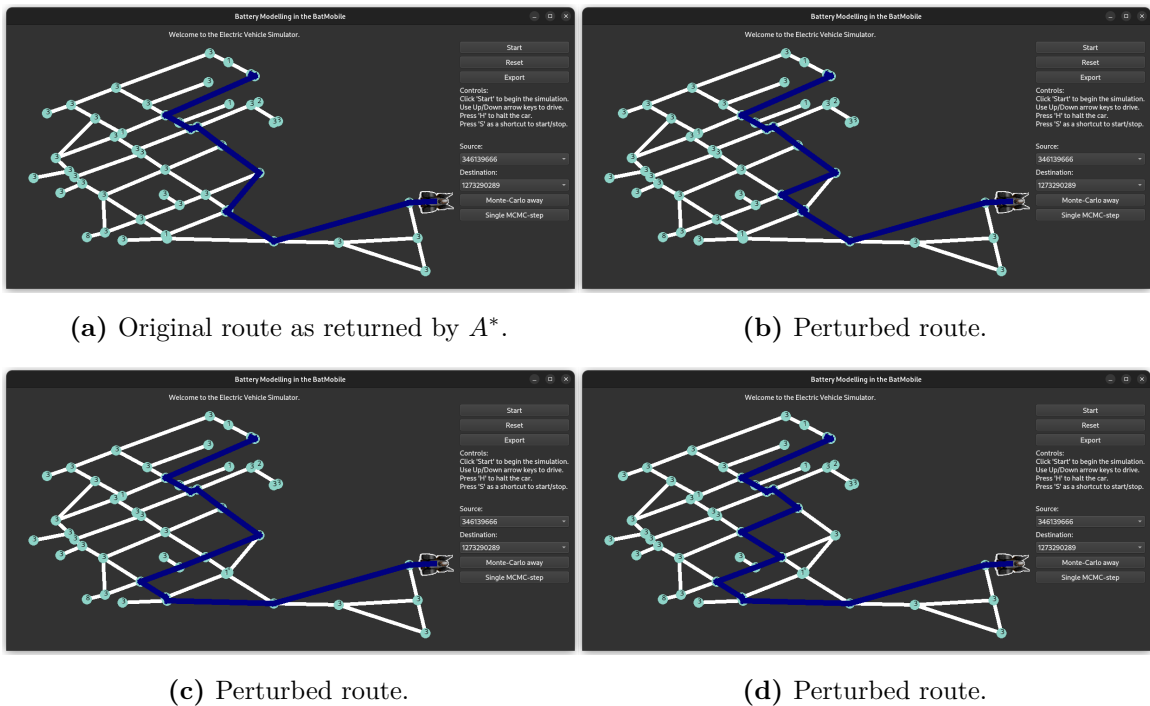 Battery Modelling in the BatMobile
Welcome to the Electric Vehicle Simulator.
Start
Reset
Export
Controls:
Click 'Start' to begin the simulation.
Use Up/Down arrow keys to drive.
Press 'H' to halt the car.
Press 'S' as a shortcut to start/stop.
Source:
346139666
Destination:
1273290289
Monte-Carlo away
Single MCMC-step
(a) Original route as returned by A*.
Battery Modelling in the BatMobile
Welcome to the Electric Vehicle Simulator.
Start
Reset
Export
Controls:
Click 'Start' to begin the simulation.
Use Up/Down arrow keys to drive.
Press 'H' to halt the car.
Press 'S' as a shortcut to start/stop.
Source:
346139666
Destination:
1273290289
Monte-Carlo away
Single MCMC-step
(b) Perturbed route.
Battery Modelling in the BatMobile
Welcome to the Electric Vehicle Simulator.
Start
Reset
Export
Controls:
Click 'Start' to begin the simulation.
Use Up/Down arrow keys to drive.
Press 'H' to halt the car.
Press 'S' as a shortcut to start/stop.
Source:
346139666
Destination:
1273290289
Monte-Carlo away
Single MCMC-step
(c) Perturbed route.
Battery Modelling in the BatMobile
Welcome to the Electric Vehicle Simulator.
Start
Reset
Export
Controls:
Click 'Start' to begin the simulation.
Use Up/Down arrow keys to drive.
Press 'H' to halt the car.
Press 'S' as a shortcut to start/stop.
Source:
346139666
Destination:
1273290289
Monte-Carlo away
Single MCMC-step
(d) Perturbed route.